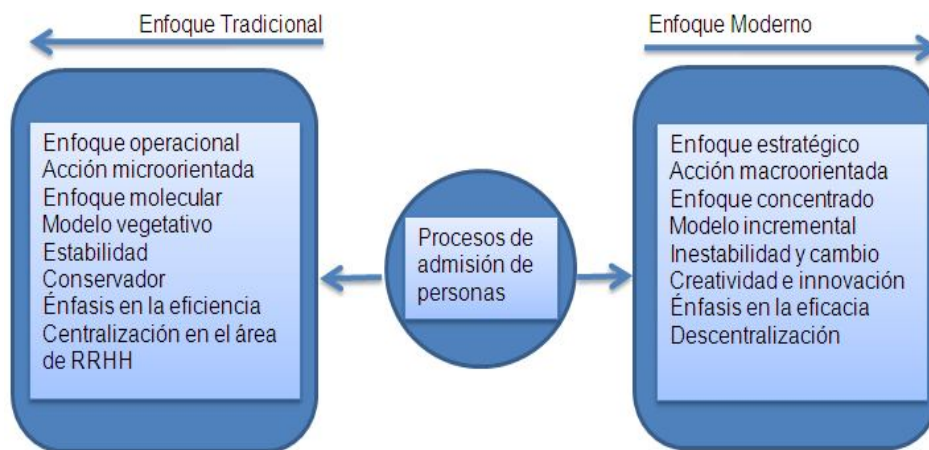 Enfoque Tradicional
Enfoque Moderno
Enfoque operacional
Acción microorientada
Enfoque molecular
Modelo vegetativo
Estabilidad
Conservador
Énfasis en la eficiencia
Centralización en el área
de RRHH
Procesos de
admisión de
personas
Enfoque estratégico
Acción macroorientada
Enfoque concentrado
Modelo incremental
Inestabilidad y cambio
Creatividad e innovación
Énfasis en la eficacia
Descentralización